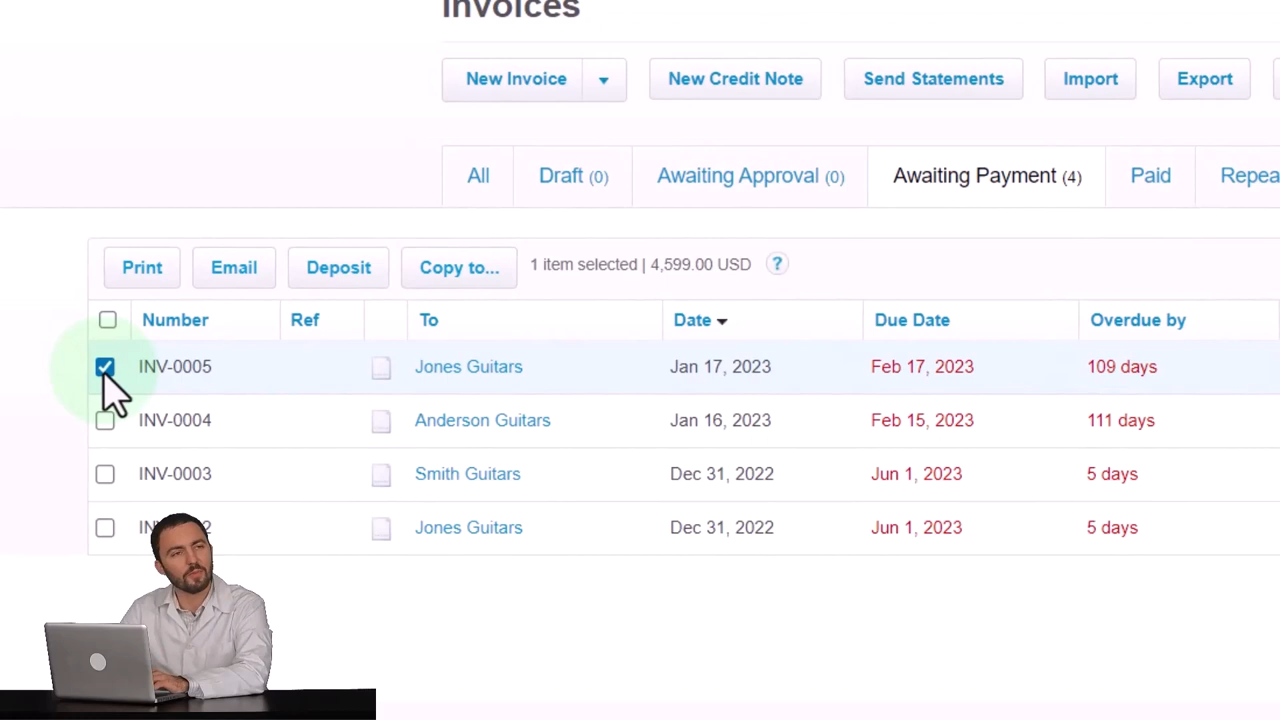 Invoices
New Invoice New Credit Note Send Statements Import Export
All Draft (0) Awaiting Approval (0) Awaiting Payment (4) Paid
Print Email Deposit Copy to... 1 item selected | 4,599.00 USD ?
Number Ref To Date Due Date Overdue by
INV-0005 Jones Guitars Jan 17, 2023 Feb 17, 2023 109 days
INV-0004 Anderson Guitars Jan 16, 2023 Feb 15, 2023 111 days
INV-0003 Smith Guitars Dec 31, 2022 Jun 1, 2023 5 days
Jones Guitars Dec 31, 2022 Jun 1, 2023 5 days